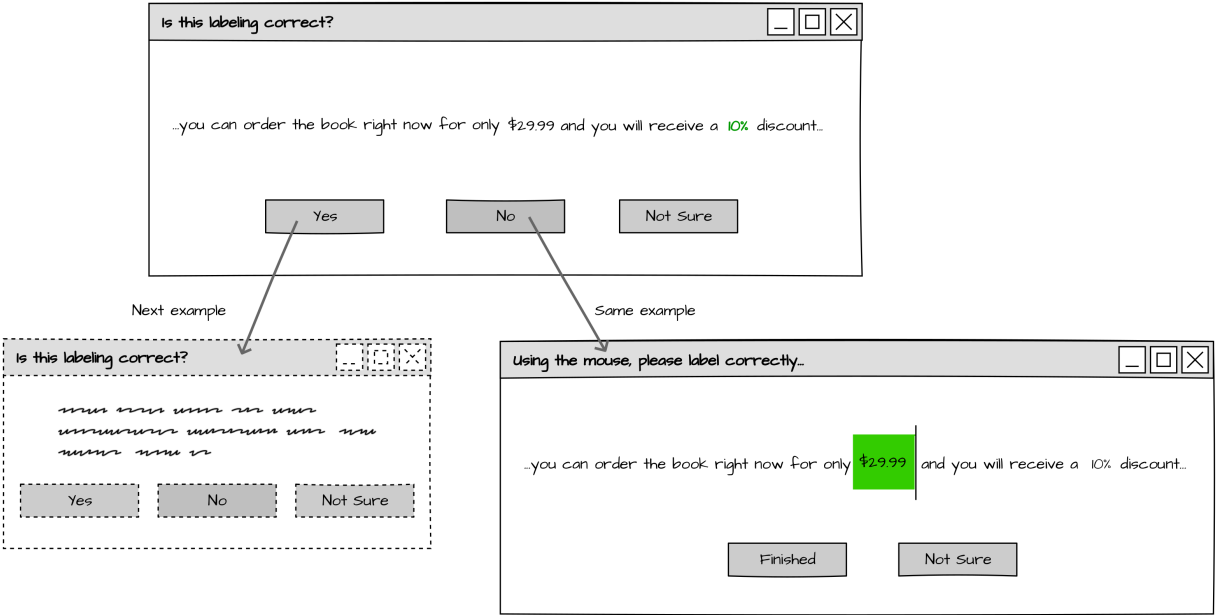 Is this labeling correct?
...you can order the book right now for only $29.99 and you will receive a 10% discount...
Yes
No
Not Sure
Next example
Same example
Is this labeling correct?
Yes
No
Not Sure
Using the mouse, please label correctly...
...you can order the book right now for only $29.99 and you will receive a 10% discount...
Finished
Not Sure